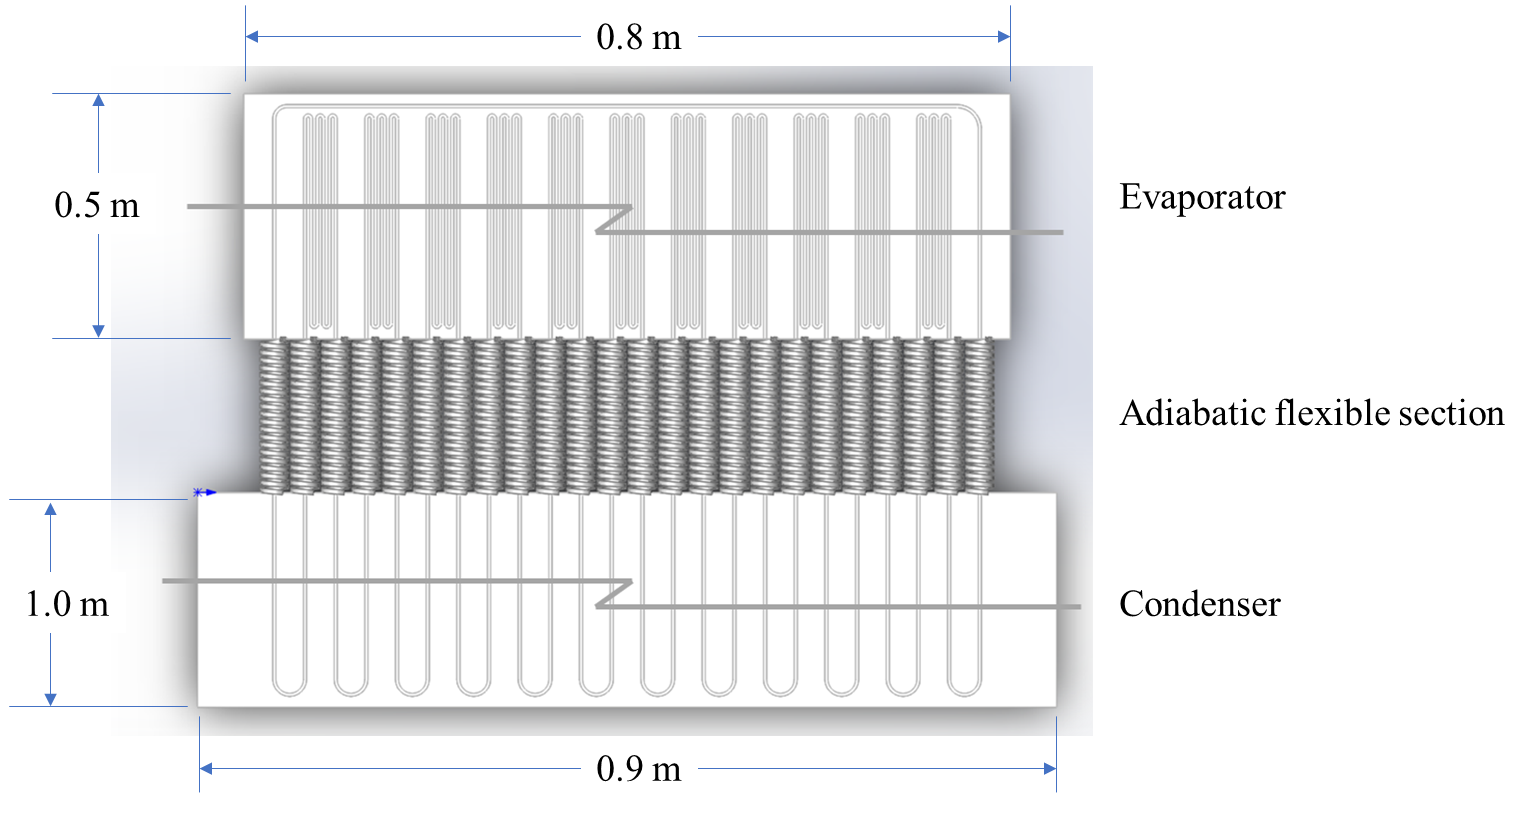 0.8 m
0.5 m
Evaporator
Adiabatic flexible section
1.0 m
Condenser
0.9 m